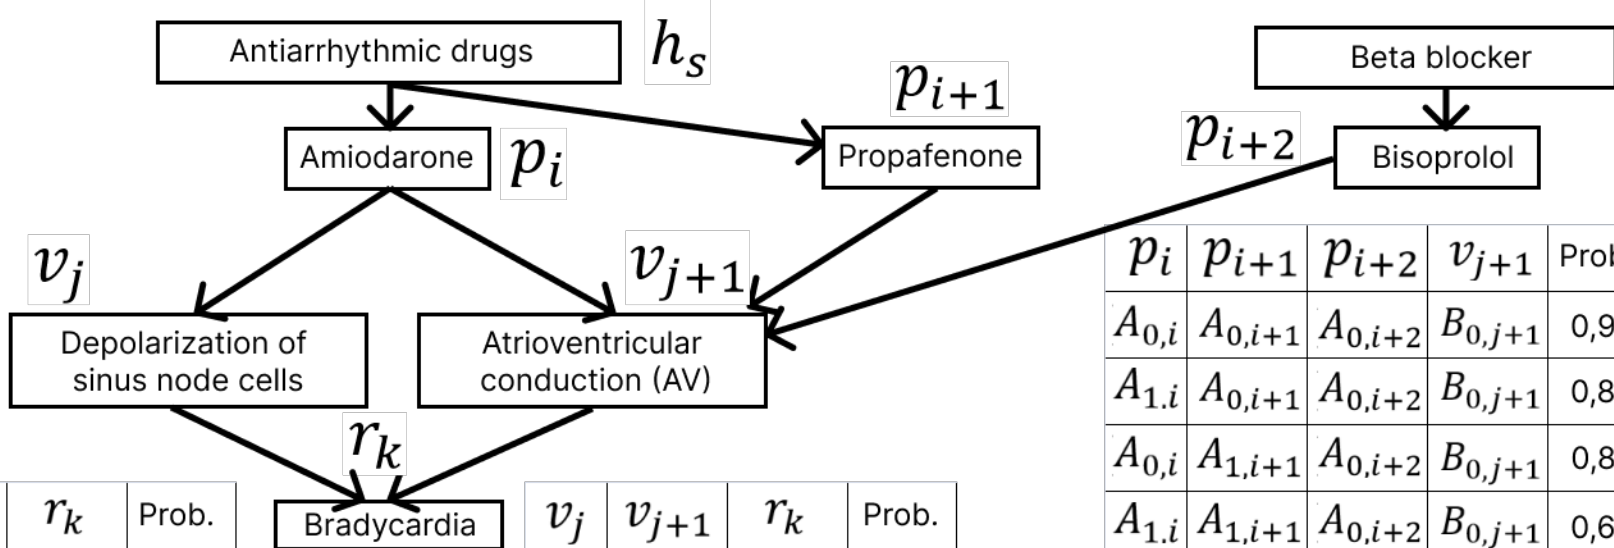 Antiarrhythmic drugs
h_s
Beta blocker
p_{i+1}
p_{i+2}
Amiodarone
p_i
Propafenone
Bisoprolol
v_j
v_{j+1}
Depolarization of
sinus node cells
Atrioventricular
conduction (AV)
p_i p_{i+1} p_{i+2} v_{j+1}
A_{0,i} A_{0,i+1} A_{0,i+2} B_{0,j+1} 0,9
A_{1.i} A_{0,i+1} A_{0,i+2} B_{0,j+1} 0,8
A_{0,i} A_{1,i+1} A_{0,i+2} B_{0,j+1} 0,8
A_{1.i} A_{1,i+1} A_{0,i+2} B_{0,j+1} 0,6
r_k
r_k Prob.
Bradycardia
v_j v_{j+1} r_k Prob.